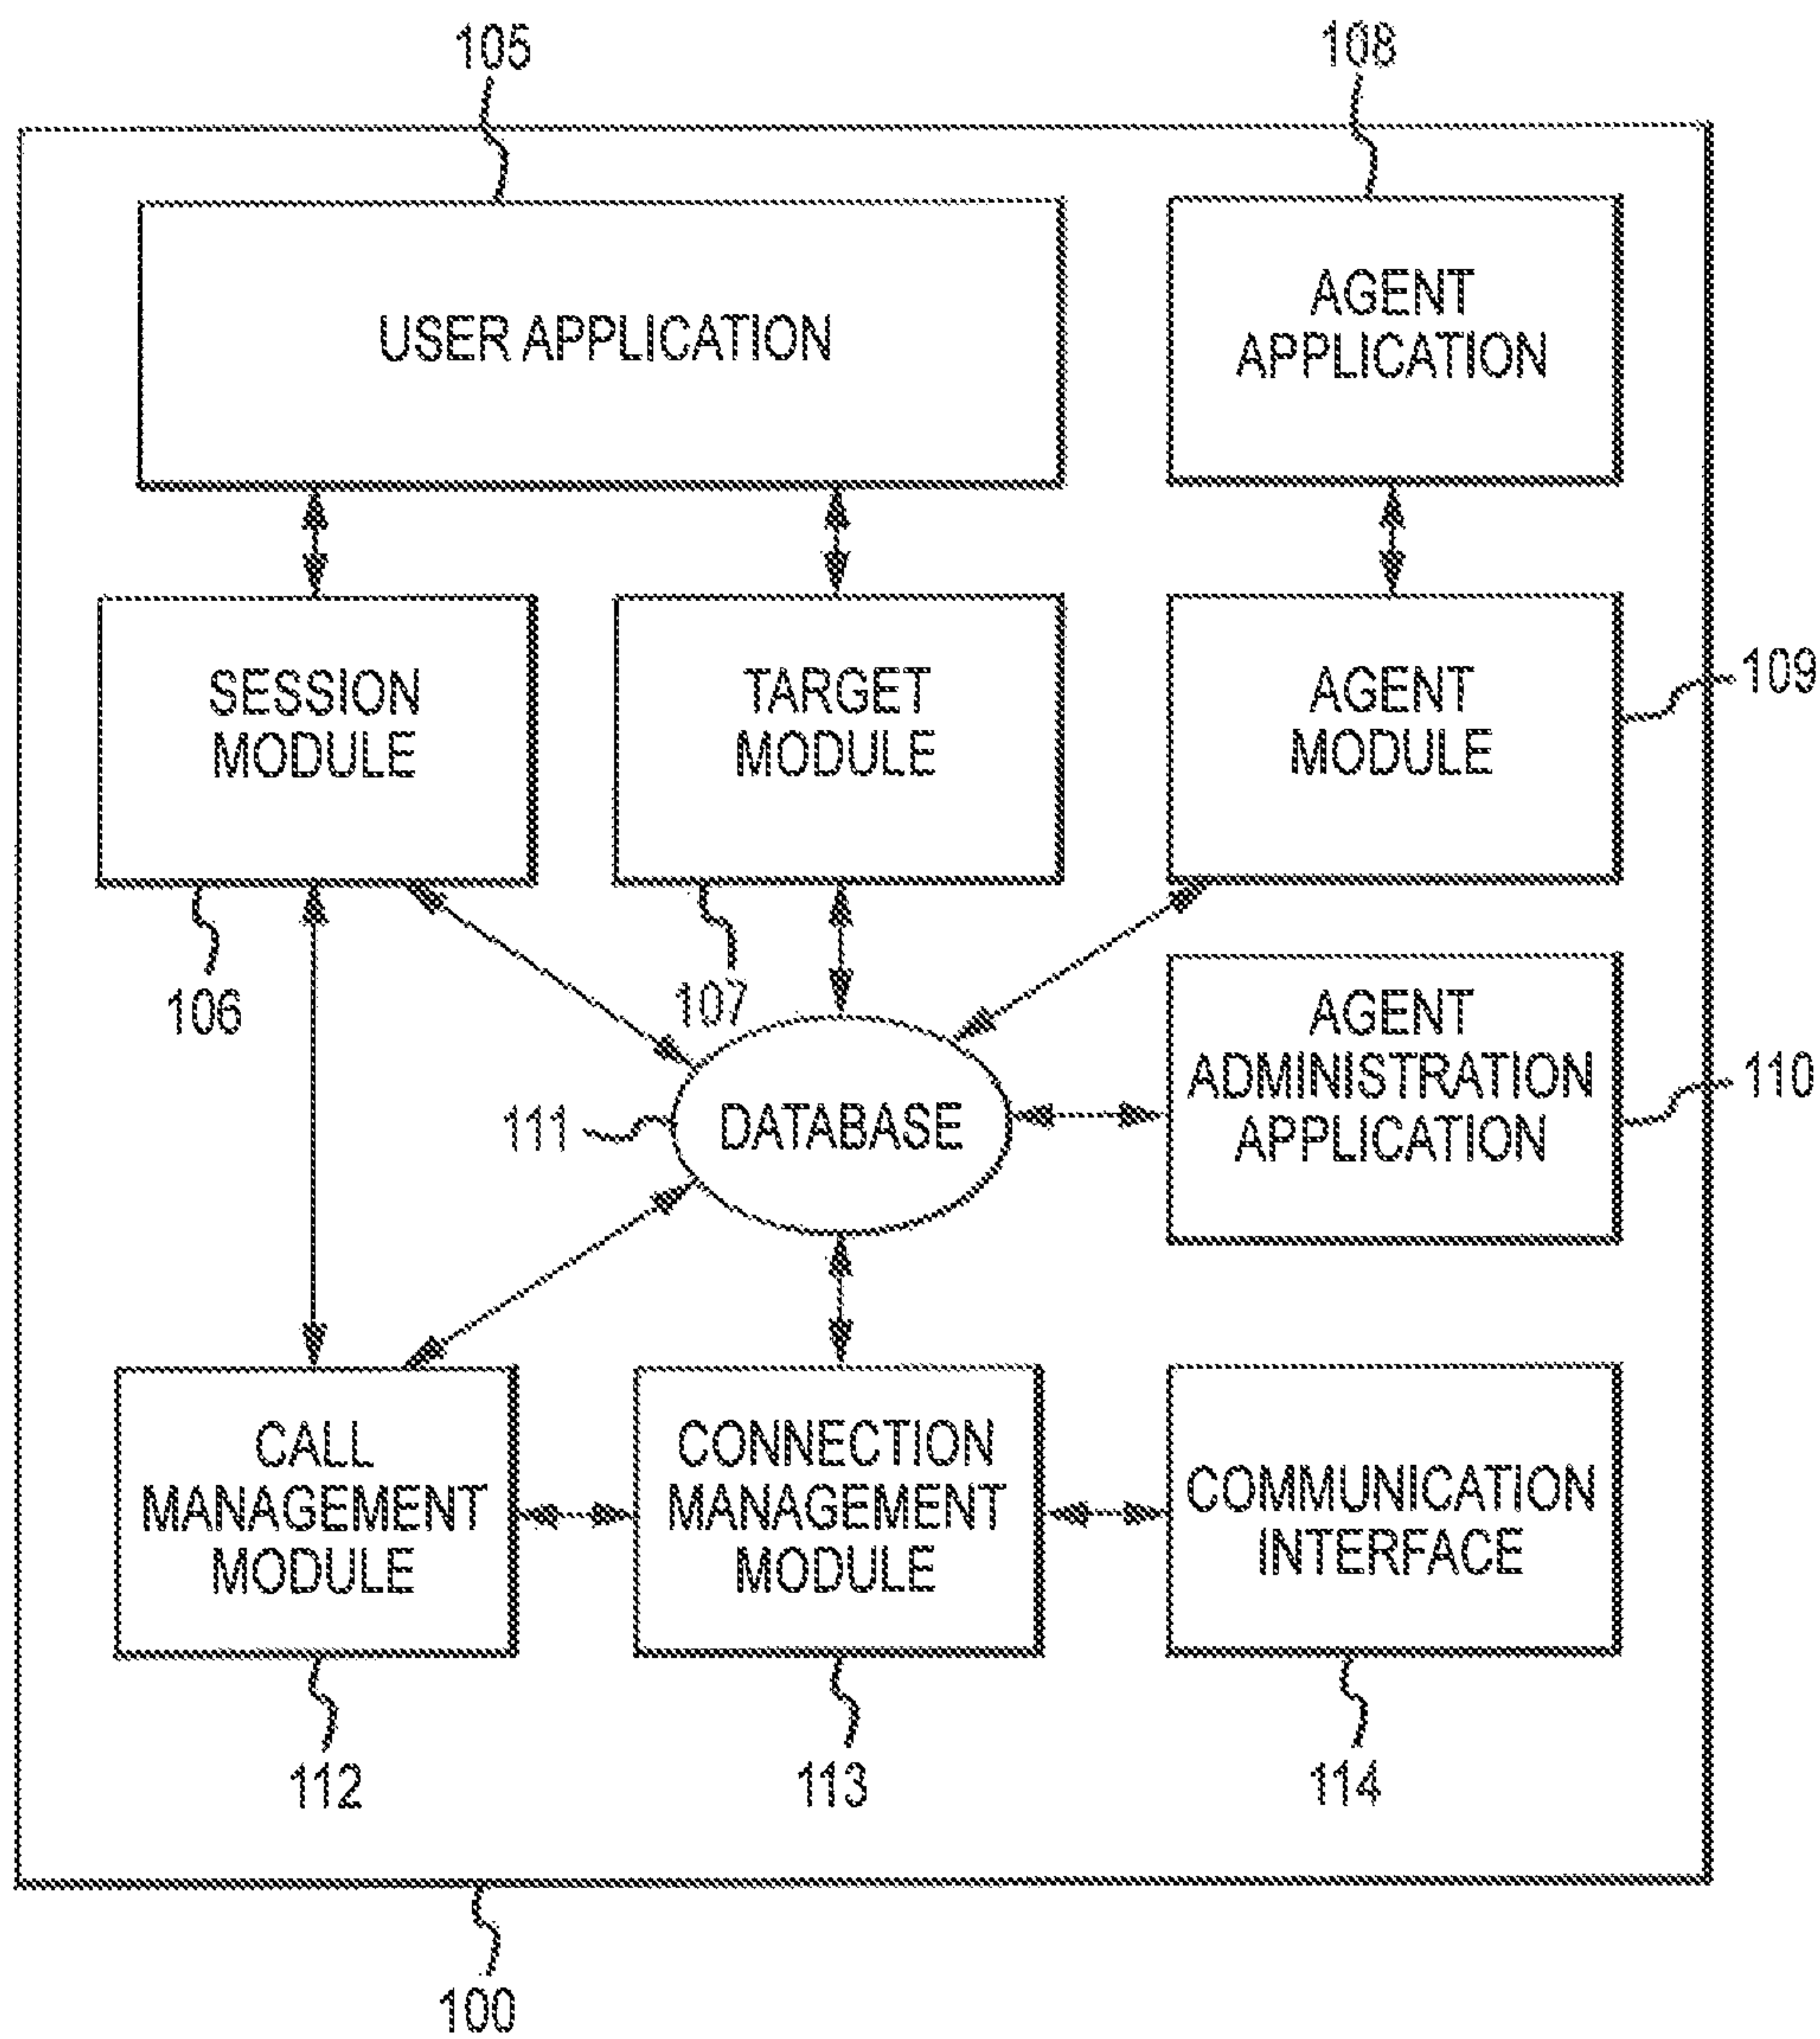 105
108
USER APPLICATION
AGENT
APPLICATION
SESSION
MODULE
TARGET
MODULE
AGENT
MODULE
109
106
107
AGENT
ADMINISTRATION
APPLICATION
110
111
DATABASE
CALL
MANAGEMENT
MODULE
CONNECTION
MANAGEMENT
MODULE
COMMUNICATION
INTERFACE
112
113
114
100